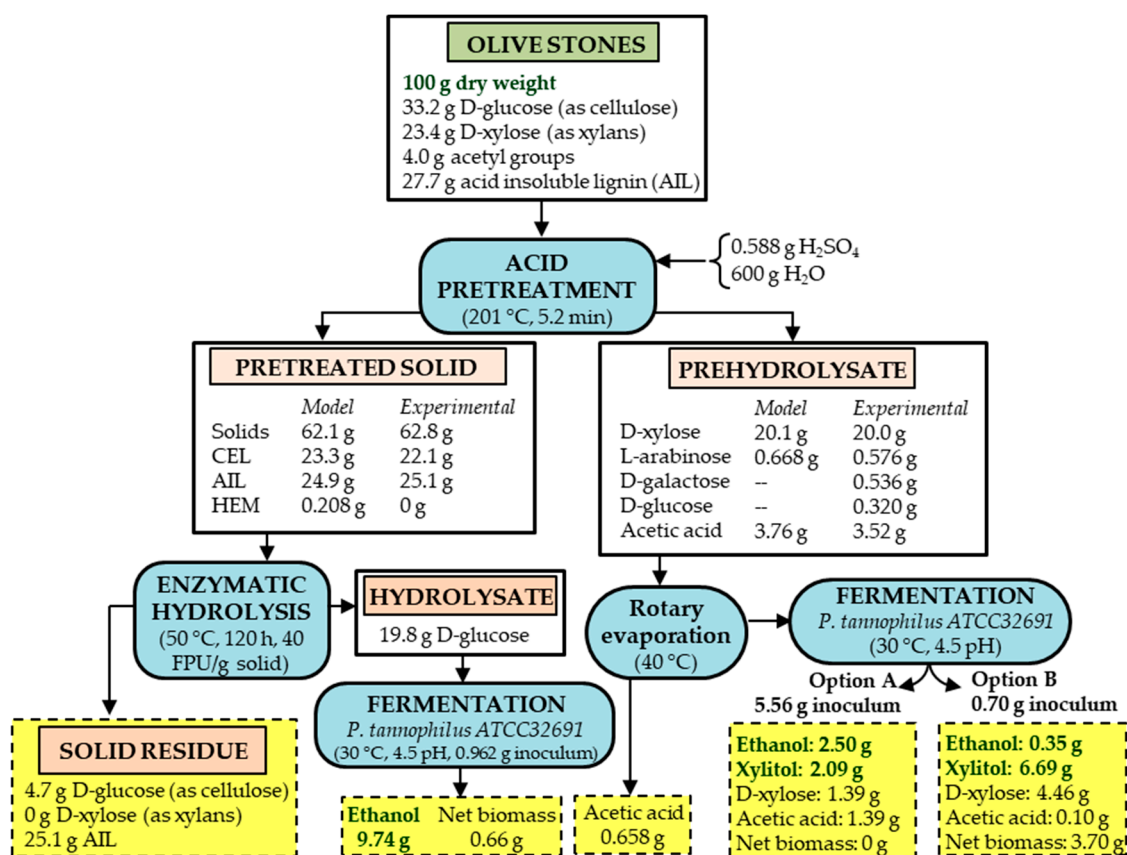 OLIVE STONES
100 g dry weight
33.2 g D-glucose (as cellulose)
23.4 g D-xylose (as xylans)
4.0 g acetyl groups
27.7 g acid insoluble lignin (AIL)
ACID
PRETREATMENT
(201 °C, 5.2 min)
0.588 g H₂SO₄
600 g H₂O
PRETREATED SOLID
Model Experimental
Solids 62.1 g 62.8 g
CEL 23.3 g 22.1 g
AIL 24.9 g 25.1 g
HEM 0.208 g 0 g
PREHYDROLYSATE
Model Experimental
D-xylose 20.1 g 20.0 g
L-arabinose 0.668 g 0.576 g
D-galactose -- 0.536 g
D-glucose -- 0.320 g
Acetic acid 3.76 g 3.52 g
ENZYMATIC
HYDROLYSIS
(50 °C, 120 h, 40
FPU/g solid)
HYDROLYSATE
19.8 g D-glucose
Rotary
evaporation
(40 °C)
FERMENTATION
P. tannophilus ATCC32691
(30 °C, 4.5 pH)
Option A
5.56 g inoculum
Option B
0.70 g inoculum
FERMENTATION
P. tannophilus ATCC32691
(30 °C, 4.5 pH, 0.962 g inoculum)
SOLID RESIDUE
4.7 g D-glucose (as cellulose)
0 g D-xylose (as xylans)
25.1 g AIL
Ethanol Net biomass
9.74 g 0.66 g
Acetic acid
0.658 g
Ethanol: 2.50 g
Xylitol: 2.09 g
D-xylose: 1.39 g
Acetic acid: 1.39 g
Net biomass: 0 g
Ethanol: 0.35 g
Xylitol: 6.69 g
D-xylose: 4.46 g
Acetic acid: 0.10 g
Net biomass: 3.70 g